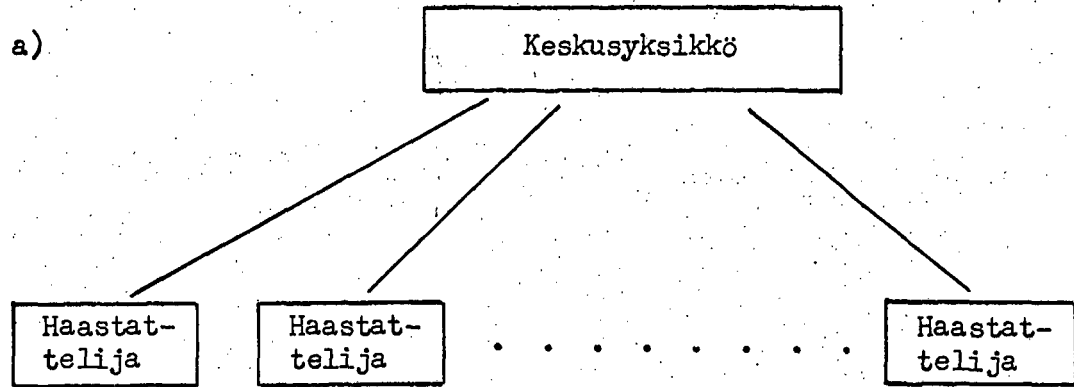 a)
Keskusyksikkö
Haastat-
telija
Haastat-
telija
. . . . . . . .
Haastat-
telija